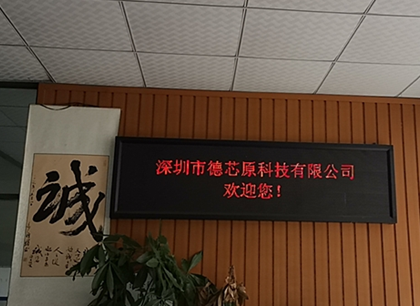 深圳市德芯原科技有限公司
欢迎您！
诚